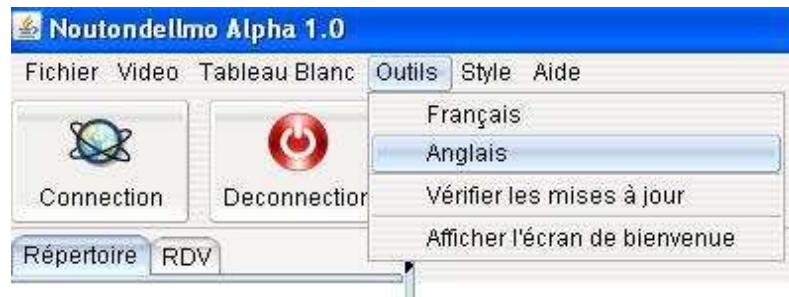 Noutondellmo Alpha 1.0
Fichier Video Tableau Blanc Outils Style Aide
Français
Anglais
Vérifier les mises à jour
Afficher l'écran de bienvenue
Connection Deconnection
Répertoire RDV